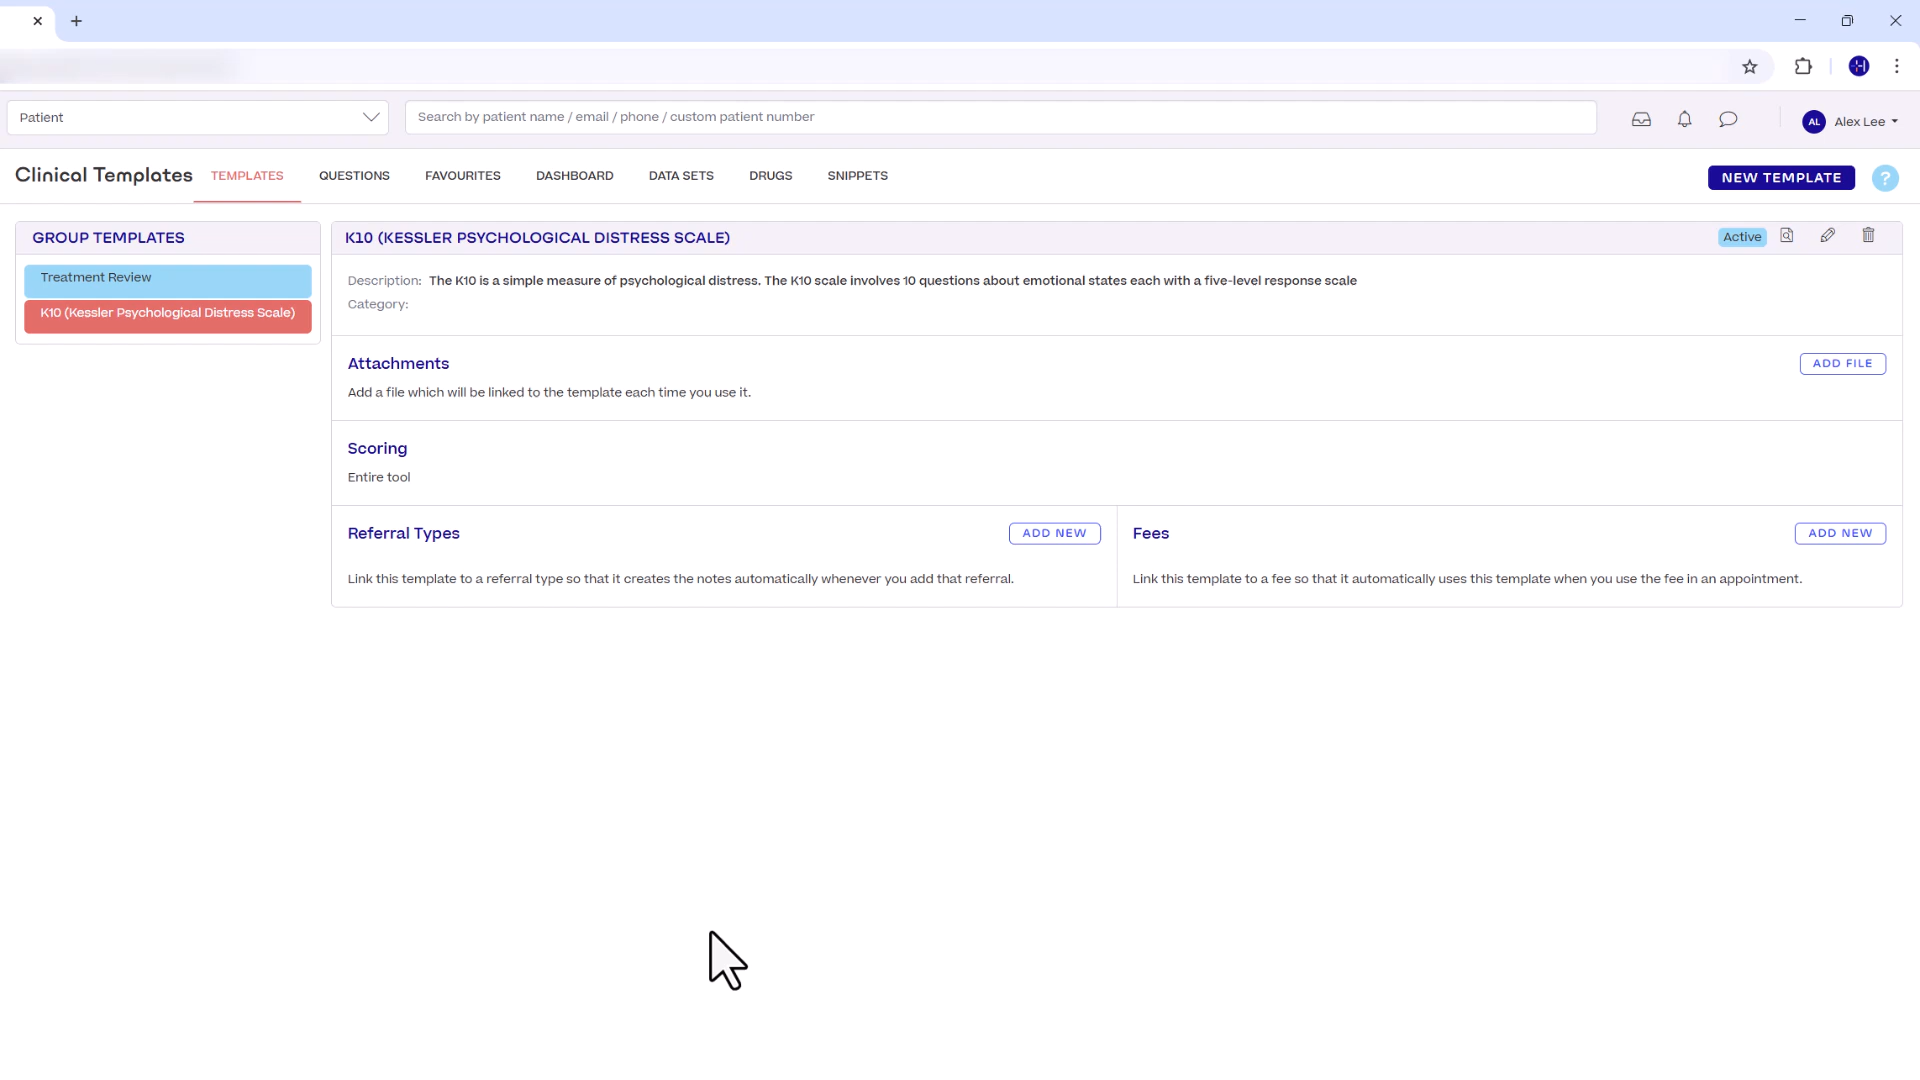 Patient
Search by patient name / email / phone / custom patient number
AL Alex Lee
Clinical Templates TEMPLATES QUESTIONS FAVOURITES DASHBOARD DATA SETS DRUGS SNIPPETS NEW TEMPLATE ?
GROUP TEMPLATES
Treatment Review
K10 (Kessler Psychological Distress Scale)
K10 (KESSLER PSYCHOLOGICAL DISTRESS SCALE) Active
Description: The K10 is a simple measure of psychological distress. The K10 scale involves 10 questions about emotional states each with a five-level response scale
Category:
Attachments ADD FILE
Add a file which will be linked to the template each time you use it.
Scoring
Entire tool
Referral Types ADD NEW
Link this template to a referral type so that it creates the notes automatically whenever you add that referral.
Fees ADD NEW
Link this template to a fee so that it automatically uses this template when you use the fee in an appointment.